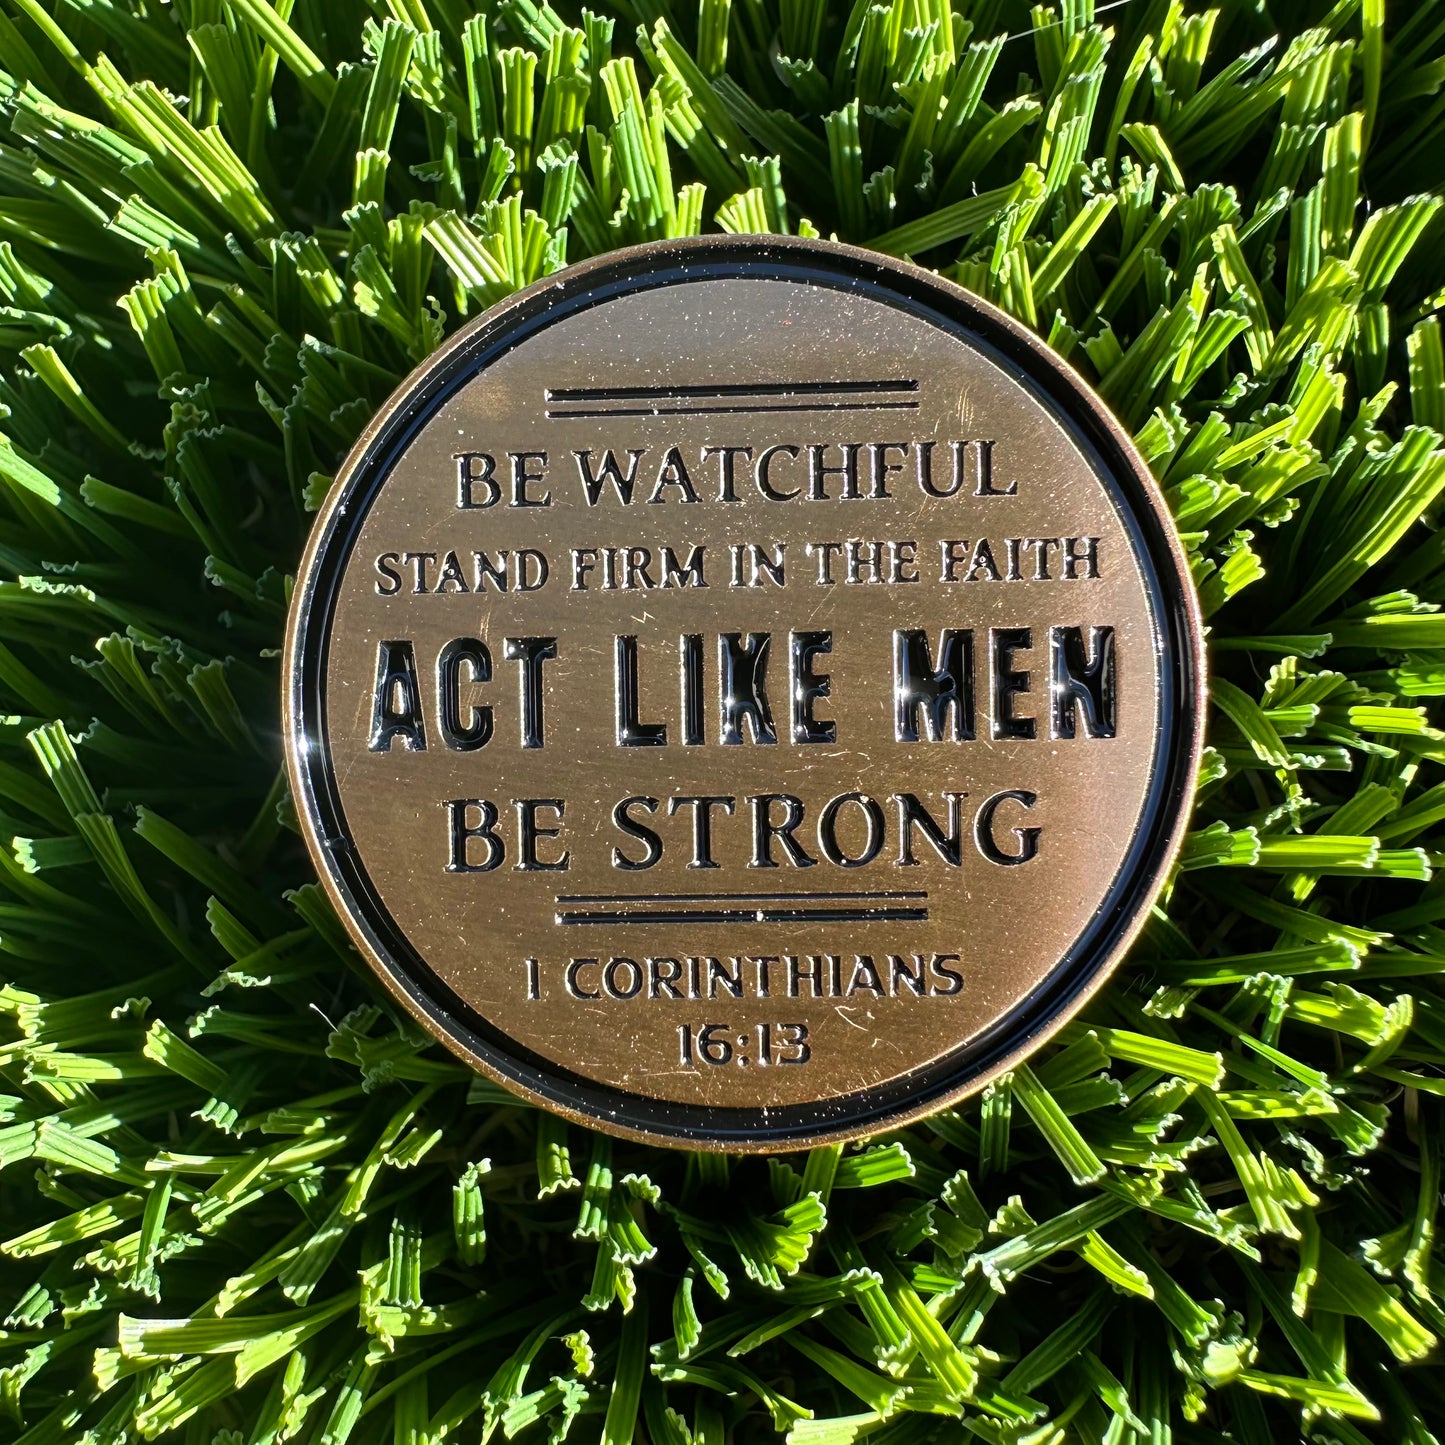 BE WATCHFUL
STAND FIRM IN THE FAITH
ACT LIKE MEN
BE STRONG
1 CORINTHIANS
16:13